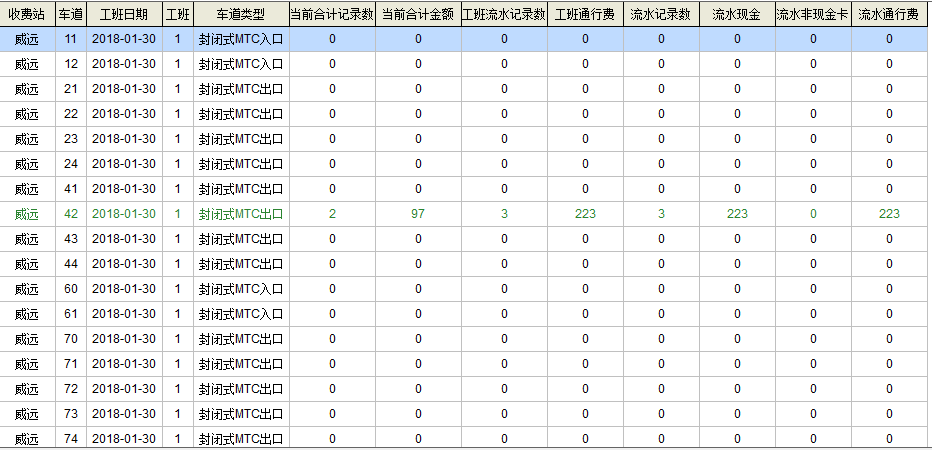 收费站 车道 工班日期 工班 车道类型 当前合计记录数 当前合计金额 工班流水记录数 工班通行费 流水记录数 流水现金 流水非现金卡 流水通行费
威远 11 2018-01-30 1 封闭式MTC入口 0 0 0 0 0 0 0 0
威远 12 2018-01-30 1 封闭式MTC入口 0 0 0 0 0 0 0 0
威远 21 2018-01-30 1 封闭式MTC出口 0 0 0 0 0 0 0 0
威远 22 2018-01-30 1 封闭式MTC出口 0 0 0 0 0 0 0 0
威远 23 2018-01-30 1 封闭式MTC出口 0 0 0 0 0 0 0 0
威远 24 2018-01-30 1 封闭式MTC出口 0 0 0 0 0 0 0 0
威远 41 2018-01-30 1 封闭式MTC出口 0 0 0 0 0 0 0 0
威远 42 2018-01-30 1 封闭式MTC出口 2 97 3 223 3 223 0 223
威远 43 2018-01-30 1 封闭式MTC出口 0 0 0 0 0 0 0 0
威远 44 2018-01-30 1 封闭式MTC出口 0 0 0 0 0 0 0 0
威远 60 2018-01-30 1 封闭式MTC入口 0 0 0 0 0 0 0 0
威远 61 2018-01-30 1 封闭式MTC入口 0 0 0 0 0 0 0 0
威远 70 2018-01-30 1 封闭式MTC出口 0 0 0 0 0 0 0 0
威远 71 2018-01-30 1 封闭式MTC出口 0 0 0 0 0 0 0 0
威远 72 2018-01-30 1 封闭式MTC出口 0 0 0 0 0 0 0 0
威远 73 2018-01-30 1 封闭式MTC出口 0 0 0 0 0 0 0 0
威远 74 2018-01-30 1 封闭式MTC出口 0 0 0 0 0 0 0 0